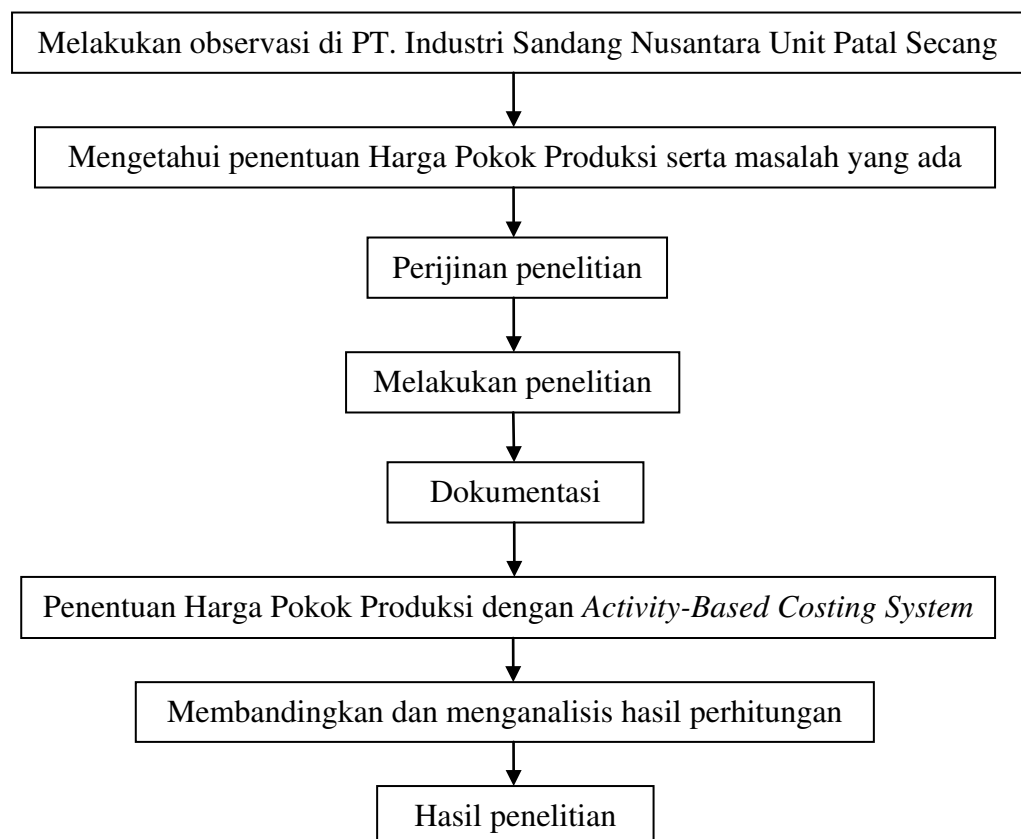 Melakukan observasi di PT. Industri Sandang Nusantara Unit Patal Secang
Mengetahui penentuan Harga Pokok Produksi serta masalah yang ada
Perijinan penelitian
Melakukan penelitian
Dokumentasi
Penentuan Harga Pokok Produksi dengan Activity-Based Costing System
Membandingkan dan menganalisis hasil perhitungan
Hasil penelitian